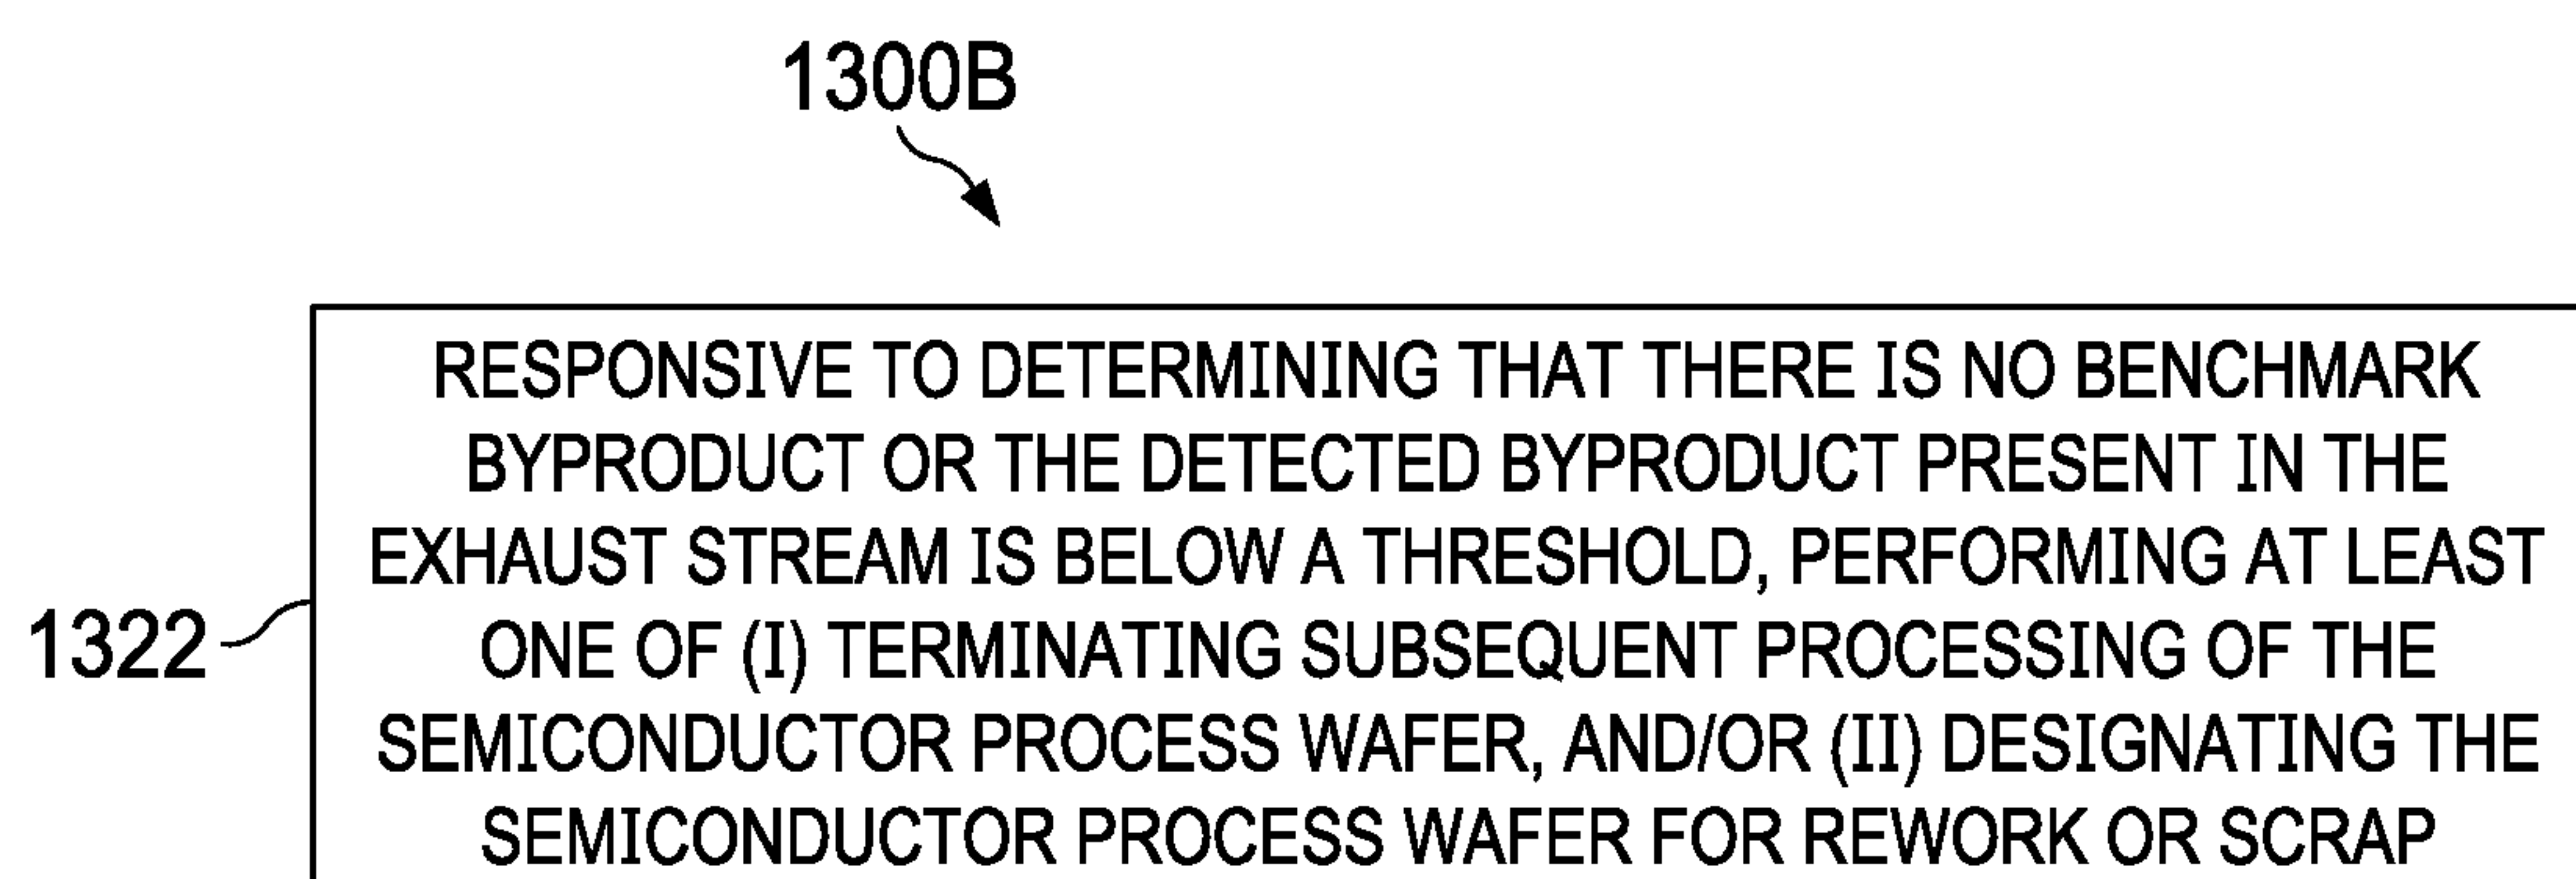 1300B
RESPONSIVE TO DETERMINING THAT THERE IS NO BENCHMARK
BYPRODUCT OR THE DETECTED BYPRODUCT PRESENT IN THE
EXHAUST STREAM IS BELOW A THRESHOLD, PERFORMING AT LEAST
1322
ONE OF (I) TERMINATING SUBSEQUENT PROCESSING OF THE
SEMICONDUCTOR PROCESS WAFER, AND/OR (II) DESIGNATING THE
SEMICONDUCTOR PROCESS WAFER FOR REWORK OR SCRAP